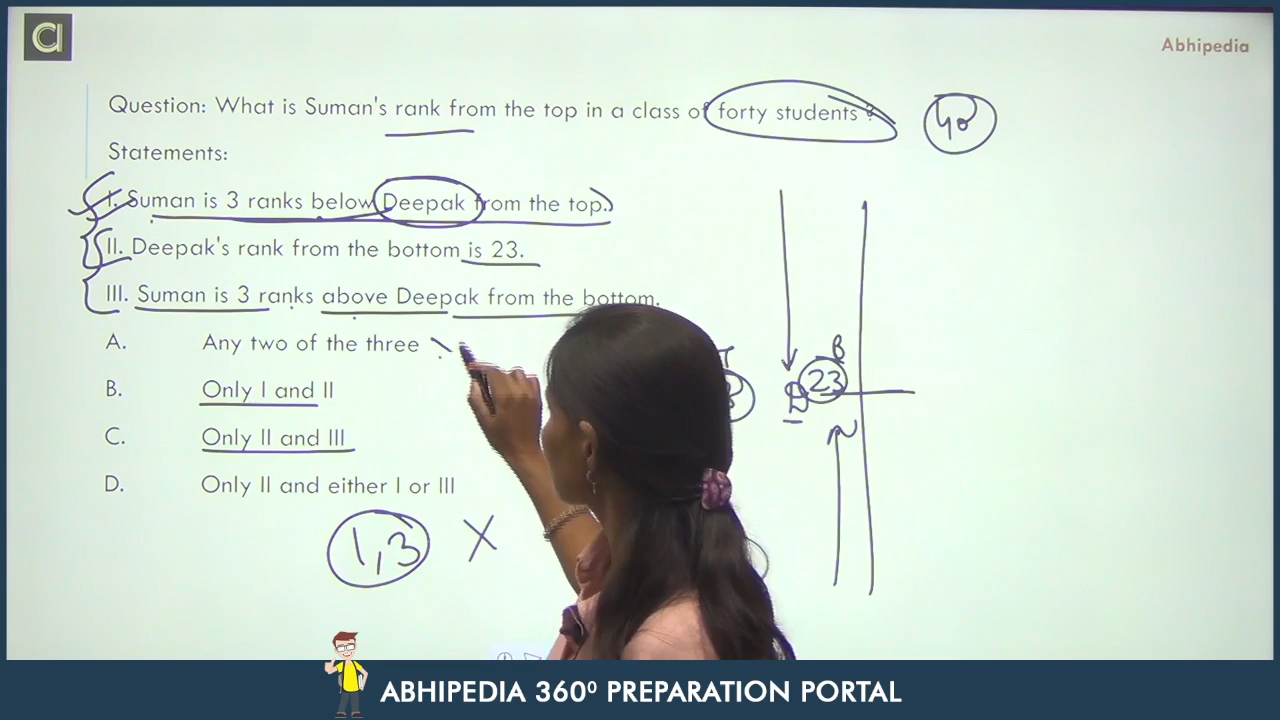 Abhipedia
Question: What is Suman's rank from the top in a class of forty students ?
40
Statements:
I. Suman is 3 ranks below Deepak from the top.
II. Deepak's rank from the bottom is 23.
III. Suman is 3 ranks above Deepak from the bottom.
A. Any two of the three
B. Only I and II
C. Only II and III
D. Only II and either I or III
B
23
D
1,3 X
ABHIPEDIA 360⁰ PREPARATION PORTAL